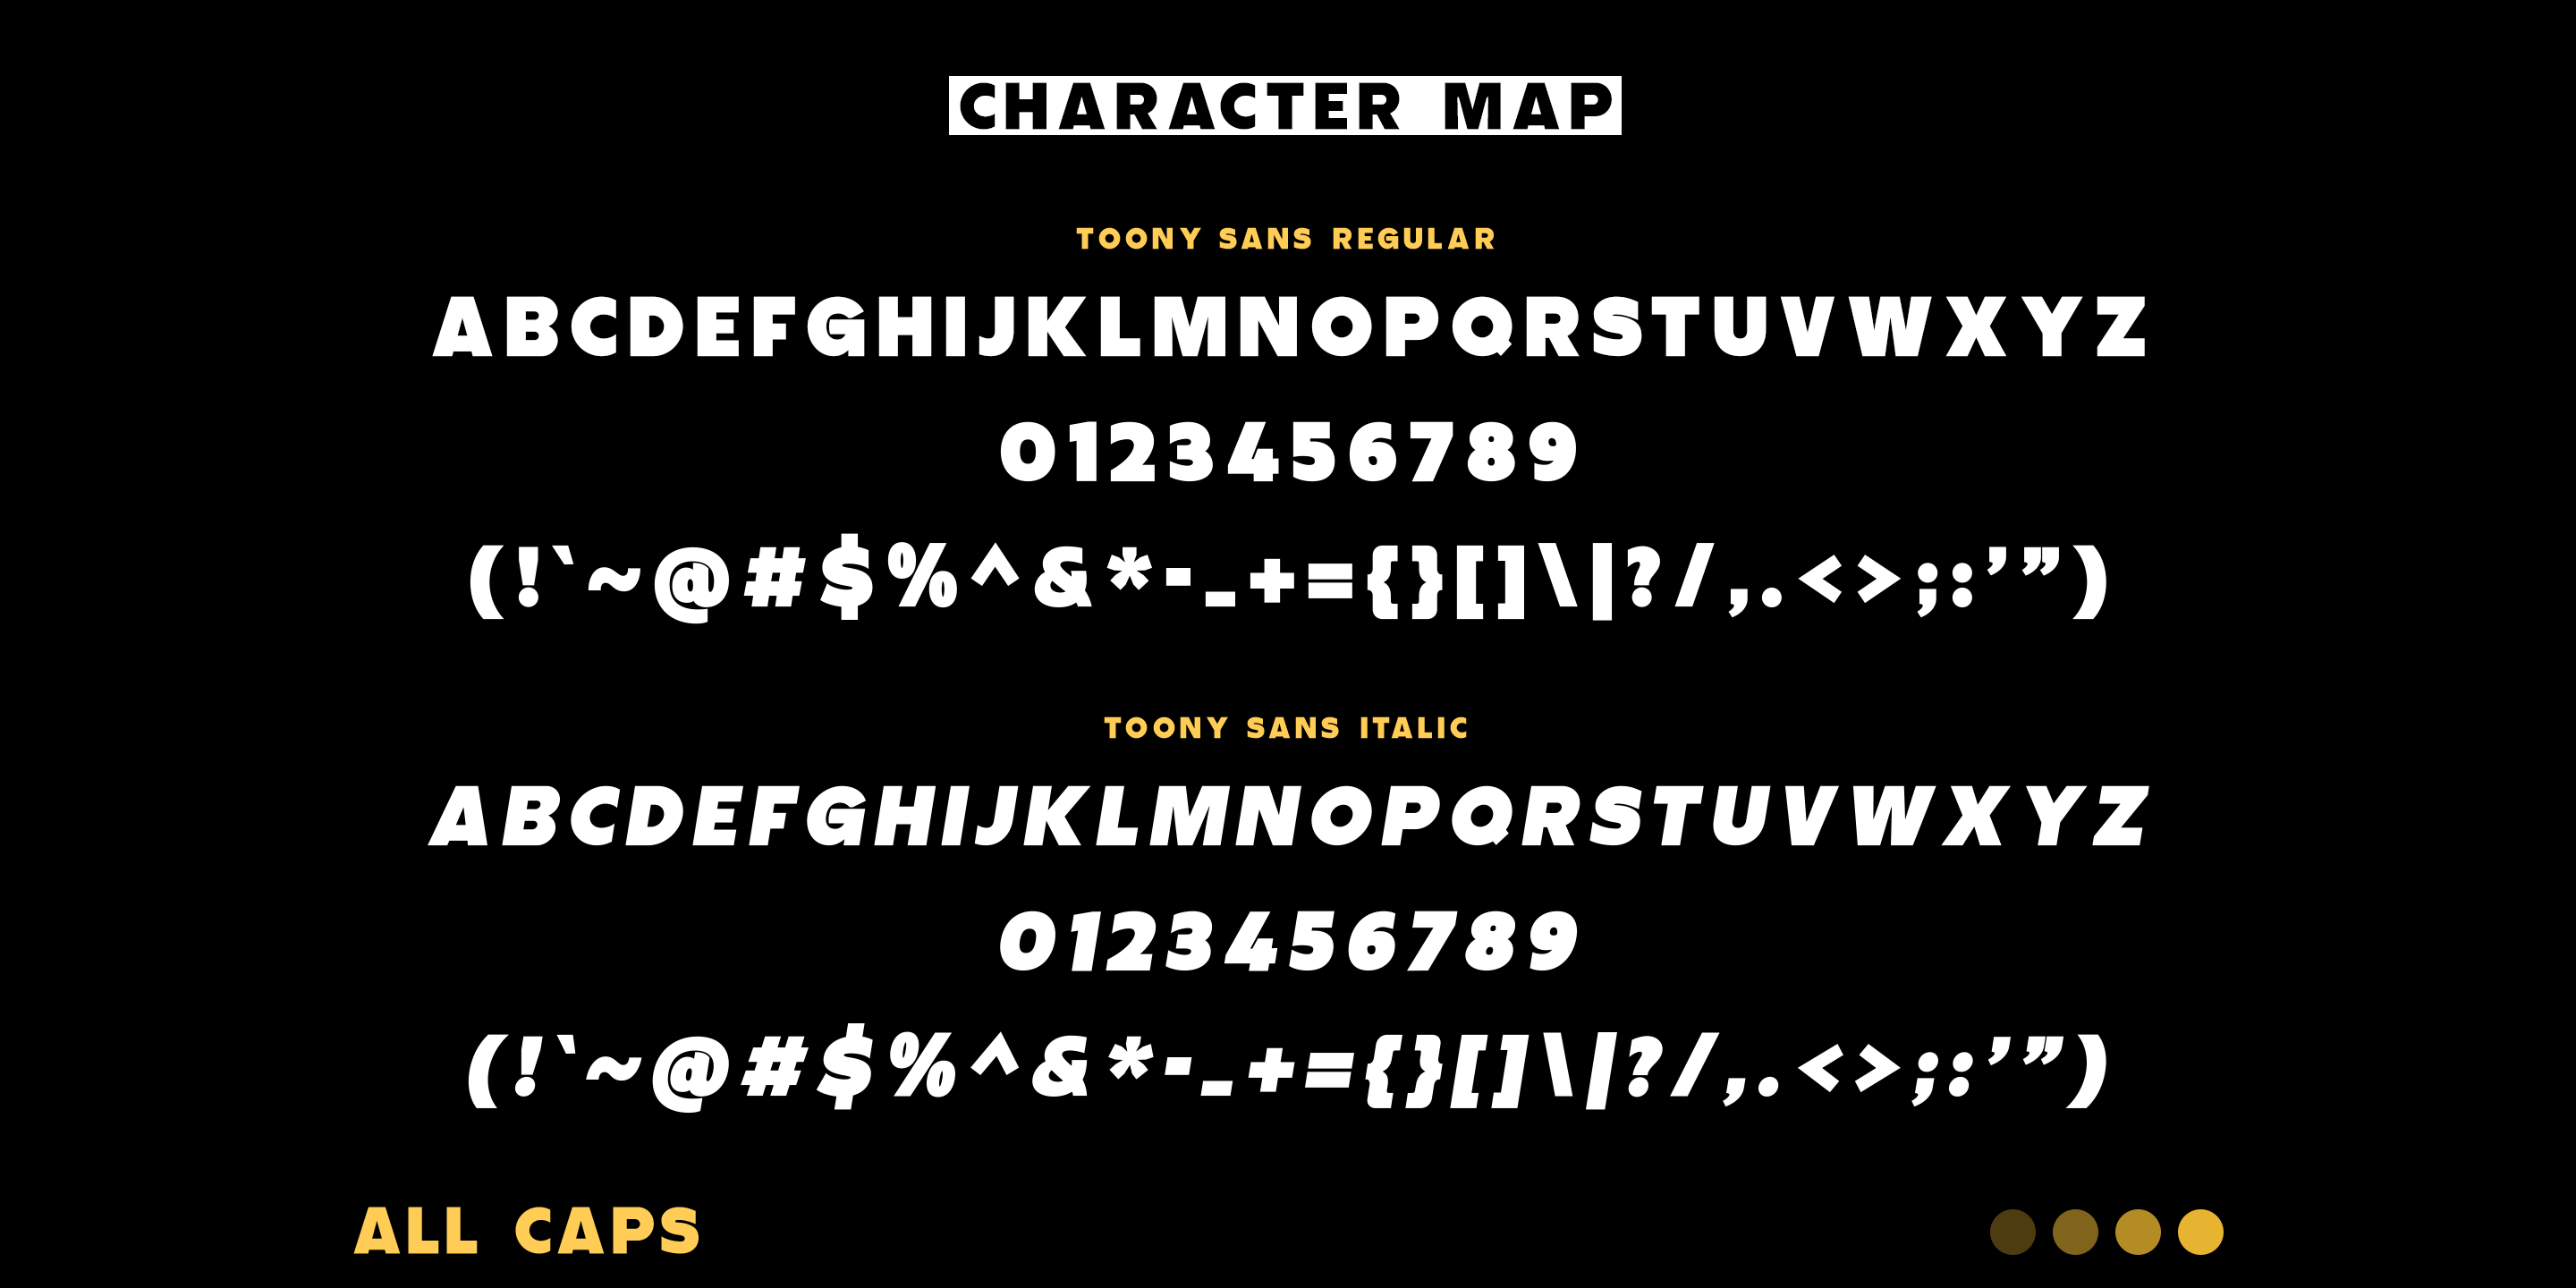 CHARACTER MAP
TOONY SANS REGULAR
ABCDEFGHIJKLMNOPQRSTUVWXYZ
0123456789
(!`~@#$%^&*-_+={}[]\|?/,.<>;:’”)
TOONY SANS ITALIC
ABCDEFGHIJKLMNOPQRSTUVWXYZ
0123456789
(!`~@#$%^&*-_+={}[]\|?/,.<>;:’”)
ALL CAPS